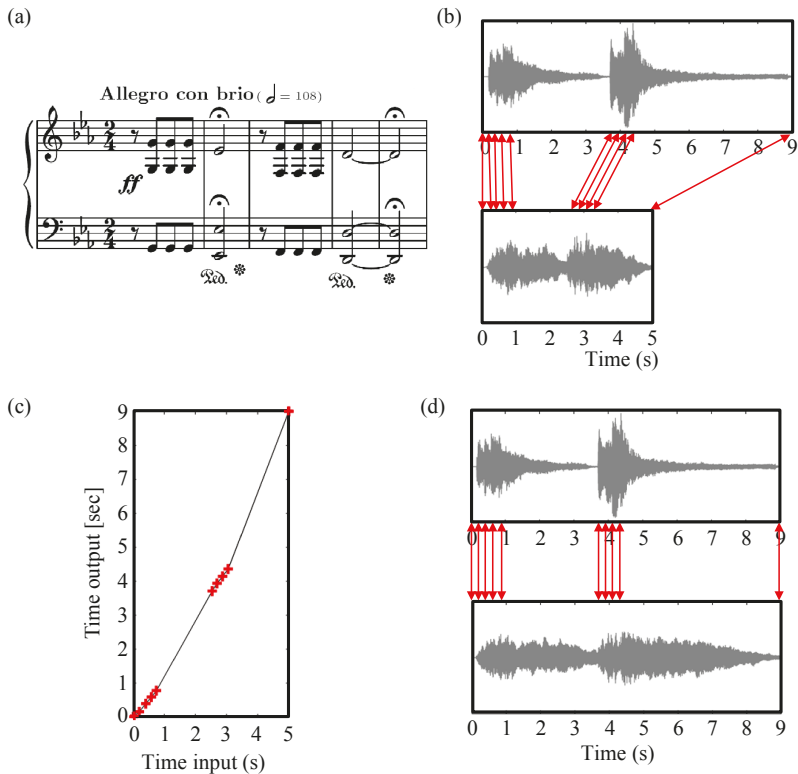 (a)
Allegro con brio (𝅗𝅥 = 108)
2
4
ff
2
4
Ped. * Ped. *
(b)
0 1 2 3 4 5 6 7 8 9
0 1 2 3 4 5
Time (s)
(c)
9
8
7
6
5
4
3
2
1
0
Time output [sec]
0 1 2 3 4 5
Time input (s)
(d)
0 1 2 3 4 5 6 7 8 9
0 1 2 3 4 5 6 7 8 9
Time (s)